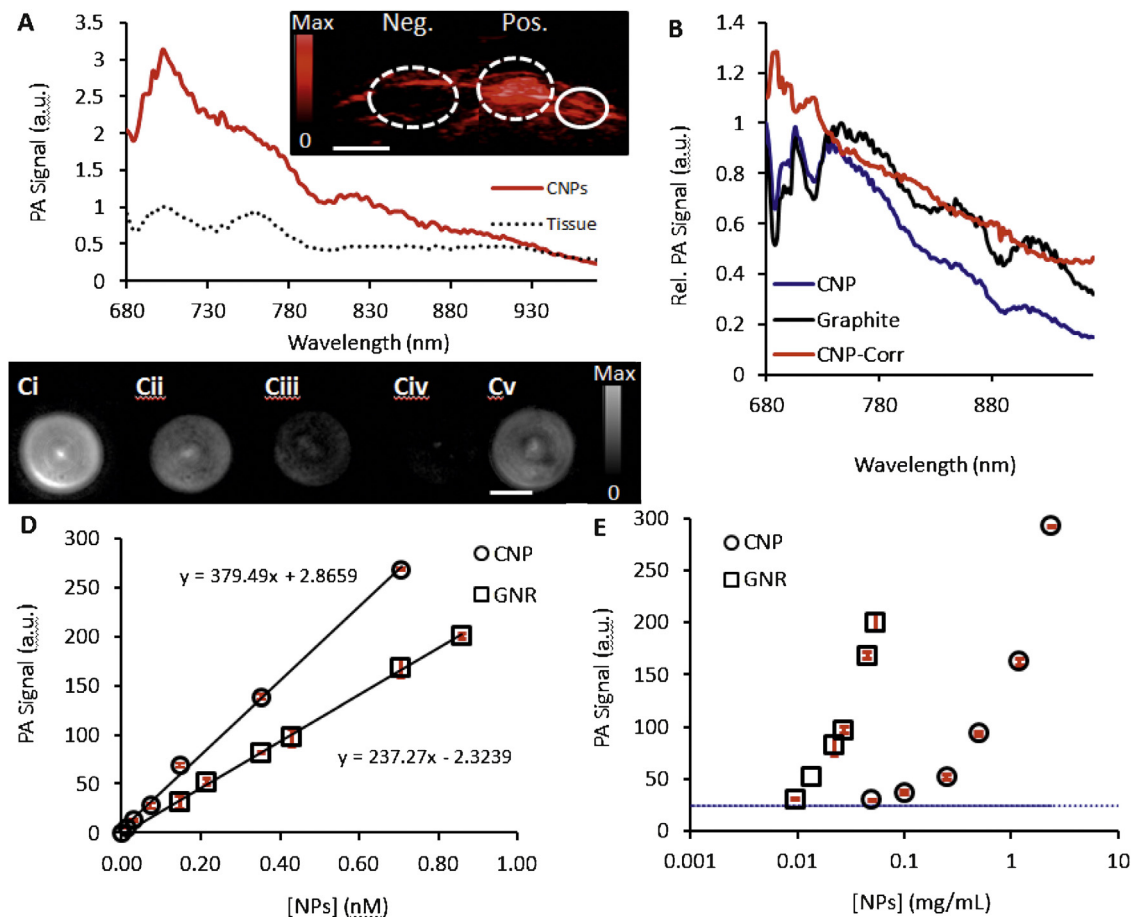 A
PA Signal (a.u.)
3.5
3
2.5
2
1.5
1
0.5
0
680 730 780 830 880 930
Wavelength (nm)
Max
0
Neg. Pos.
CNPs
Tissue
B
Rel. PA Signal (a.u.)
1.4
1.2
1
0.8
0.6
0.4
0.2
0
680 780 880
Wavelength (nm)
CNP
Graphite
CNP-Corr
Ci Cii Ciii Civ Cv
Max
0
D
PA Signal (a.u.)
300
250
200
150
100
50
0
0.00 0.20 0.40 0.60 0.80 1.00
[NPs] (nM)
CNP
GNR
y = 379.49x + 2.8659
y = 237.27x - 2.3239
E
PA Signal (a.u.)
300
250
200
150
100
50
0
0.001 0.01 0.1 1 10
[NPs] (mg/mL)
CNP
GNR